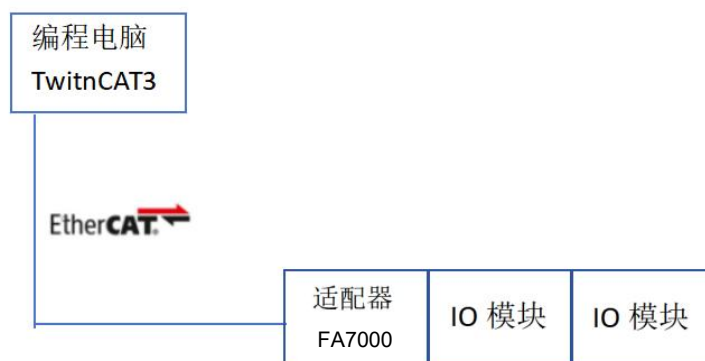 编程电脑
TwitnCAT3
EtherCAT®
适配器
FA7000
IO 模块
IO 模块